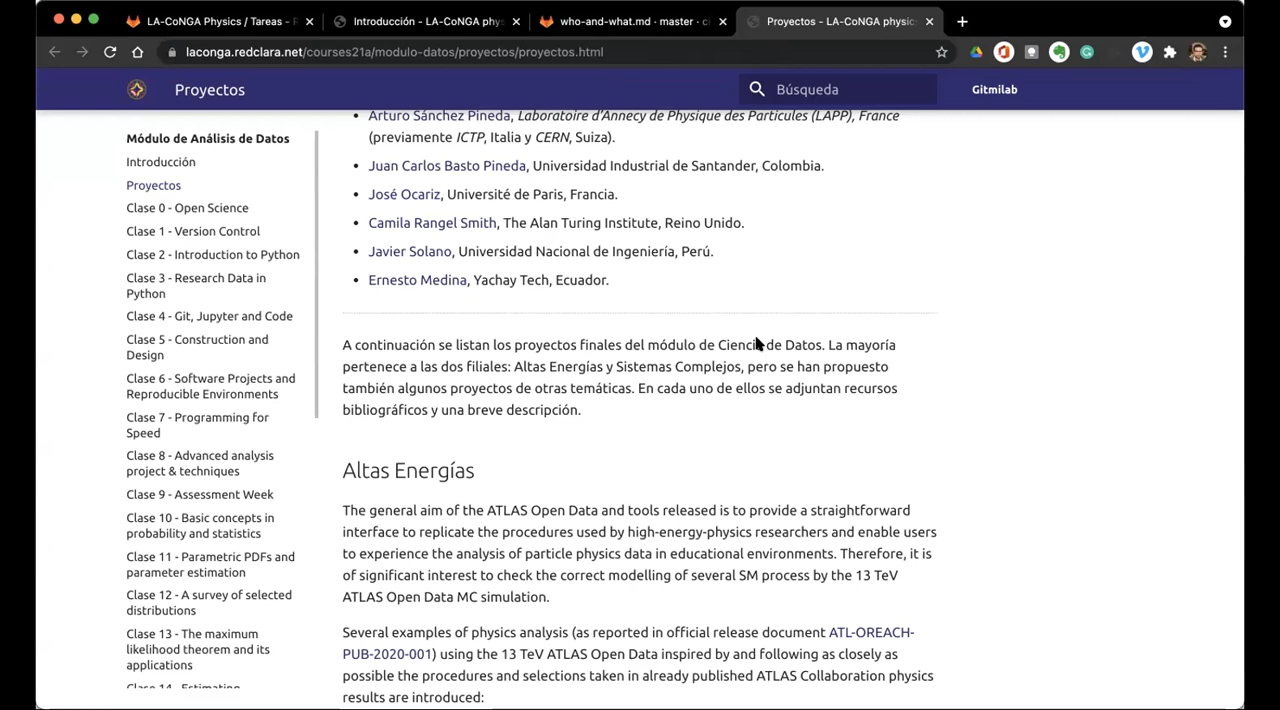 LA-CoNGA Physics / Tareas - R
Introducción - LA-CoNGA phys
who-and-what.md · master · ci
Proyectos - LA-CoNGA physics
laconga.redclara.net/courses21a/modulo-datos/proyectos/proyectos.html
Proyectos
Búsqueda
Gitmilab
Módulo de Análisis de Datos
Introducción
Proyectos
Clase 0 - Open Science
Clase 1 - Version Control
Clase 2 - Introduction to Python
Clase 3 - Research Data in
Python
Clase 4 - Git, Jupyter and Code
Clase 5 - Construction and
Design
Clase 6 - Software Projects and
Reproducible Environments
Clase 7 - Programming for
Speed
Clase 8 - Advanced analysis
project & techniques
Clase 9 - Assessment Week
Clase 10 - Basic concepts in
probability and statistics
Clase 11 - Parametric PDFs and
parameter estimation
Clase 12 - A survey of selected
distributions
Clase 13 - The maximum
likelihood theorem and its
applications
Clase 14 - Estimating
Arturo Sánchez Pineda, Laboratoire d'Annecy de Physique des Particules (LAPP), France
(previamente ICTP, Italia y CERN, Suiza).
• Juan Carlos Basto Pineda, Universidad Industrial de Santander, Colombia.
• José Ocariz, Université de Paris, Francia.
• Camila Rangel Smith, The Alan Turing Institute, Reino Unido.
• Javier Solano, Universidad Nacional de Ingeniería, Perú.
• Ernesto Medina, Yachay Tech, Ecuador.
A continuación se listan los proyectos finales del módulo de Ciencia de Datos. La mayoría
pertenece a las dos filiales: Altas Energías y Sistemas Complejos, pero se han propuesto
también algunos proyectos de otras temáticas. En cada uno de ellos se adjuntan recursos
bibliográficos y una breve descripción.
Altas Energías
The general aim of the ATLAS Open Data and tools released is to provide a straightforward
interface to replicate the procedures used by high-energy-physics researchers and enable users
to experience the analysis of particle physics data in educational environments. Therefore, it is
of significant interest to check the correct modelling of several SM process by the 13 TeV
ATLAS Open Data MC simulation.
Several examples of physics analysis (as reported in official release document ATL-OREACH-
PUB-2020-001) using the 13 TeV ATLAS Open Data inspired by and following as closely as
possible the procedures and selections taken in already published ATLAS Collaboration physics
results are introduced: